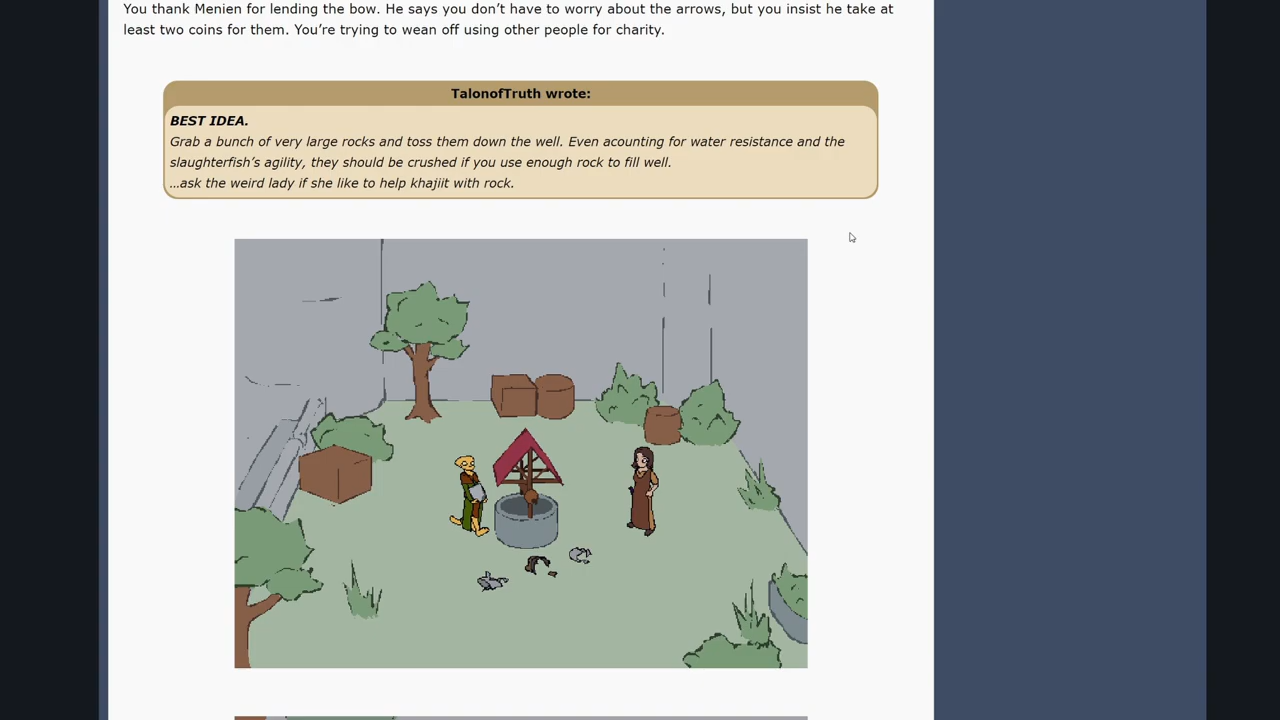 You thank Menien for lending the bow. He says you don’t have to worry about the arrows, but you insist he take at
least two coins for them. You’re trying to wean off using other people for charity.
TalonofTruth wrote:
BEST IDEA.
Grab a bunch of very large rocks and toss them down the well. Even acounting for water resistance and the
slaughterfish’s agility, they should be crushed if you use enough rock to fill well.
…ask the weird lady if she like to help khajiit with rock.